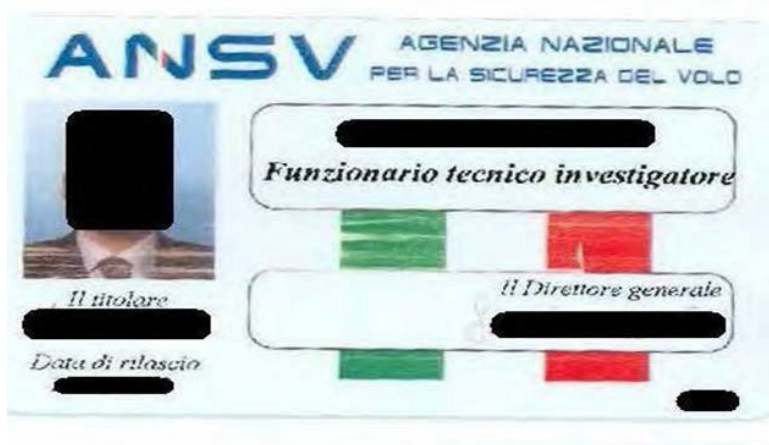 ANSV
AGENZIA NAZIONALE
PER LA SICUREZZA DEL VOLO
Funzionario tecnico investigatore
Il titolare
Il Direttore generale
Data di rilascio